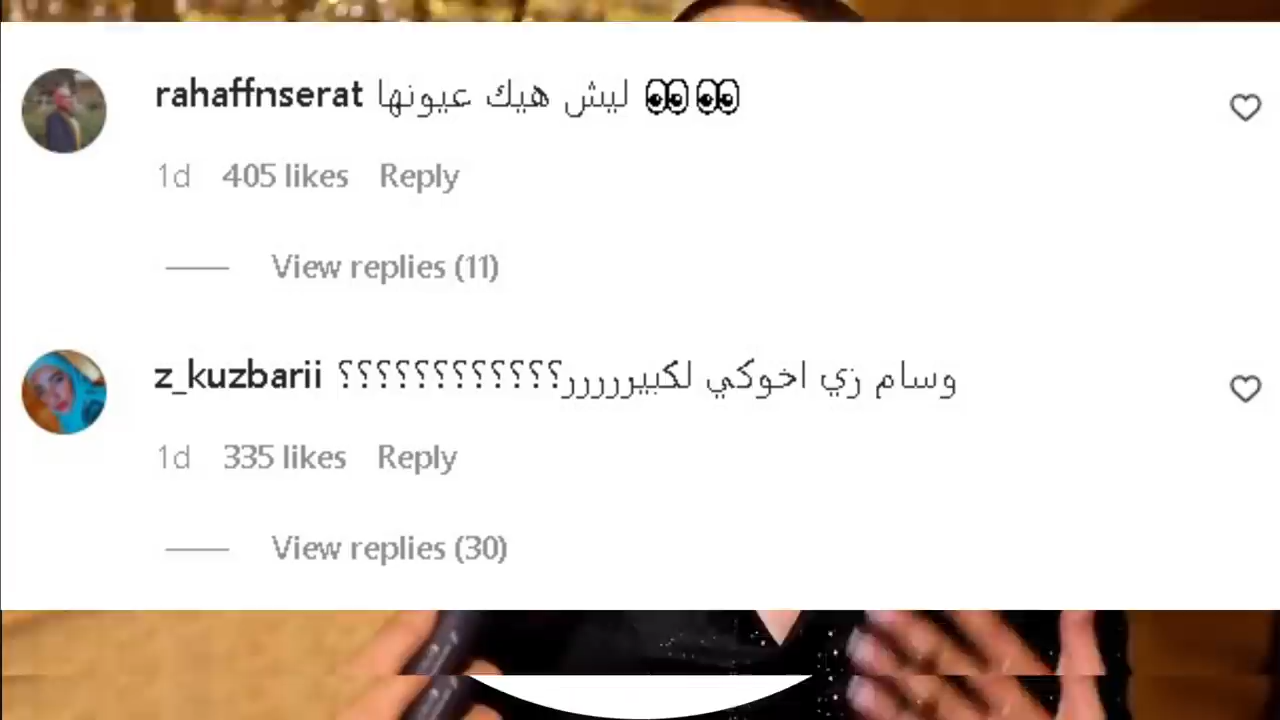 rahaffnserat ليش هيك عيونها 👀👀
1d 405 likes Reply
View replies (11)
z_kuzbarii وسام زي اخوكي لكبيررررر؟؟؟؟؟؟؟؟؟؟؟؟
1d 335 likes Reply
View replies (30)